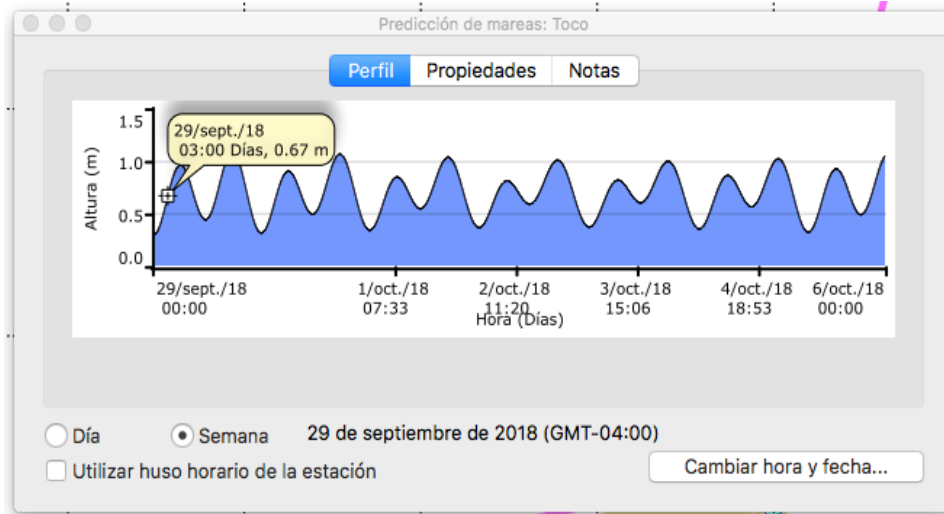 Predicción de mareas: Toco
Perfil Propiedades Notas
29/sept./18
03:00 Días, 0.67 m
Altura (m)
1.5
1.0
0.5
0.0
29/sept./18 1/oct./18 2/oct./18 3/oct./18 4/oct./18 6/oct./18
00:00 07:33 11:20 15:06 18:53 00:00
Hora (Días)
Día Semana 29 de septiembre de 2018 (GMT-04:00)
Utilizar huso horario de la estación Cambiar hora y fecha...